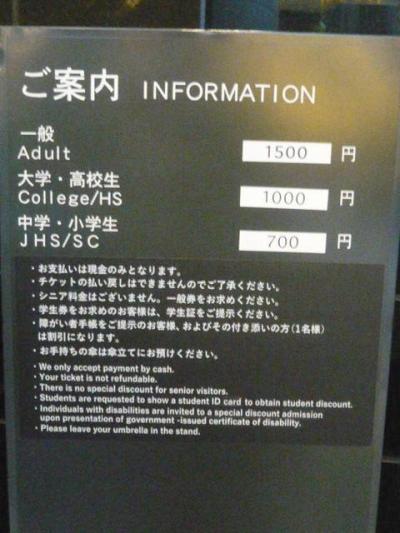 ご案内 INFORMATION
一般
Adult 1500 円
大学・高校生
College/HS 1000 円
中学・小学生
JHS/SC 700 円
・お支払いは現金のみとなります。
・チケットの払い戻しはできませんのでご了承ください。
・シニア料金はございません。一般券をお求めください。
・学生券をお求めのお客様は、学生証をご提示ください。
・障がい者手帳をご提示のお客様、およびその付き添いの方(1名様)
は割引になります。
・お手持ちの傘は傘立てにお預けください。
・We only accept payment by cash.
・Your ticket is not refundable.
・There is no special discount for senior visitors.
・Students are requested to show a student ID card to obtain student discount.
・Individuals with disabilities are invited to a special discount admission
upon presentation of government -issued certificate of disability.
・Please leave your umbrella in the stand.